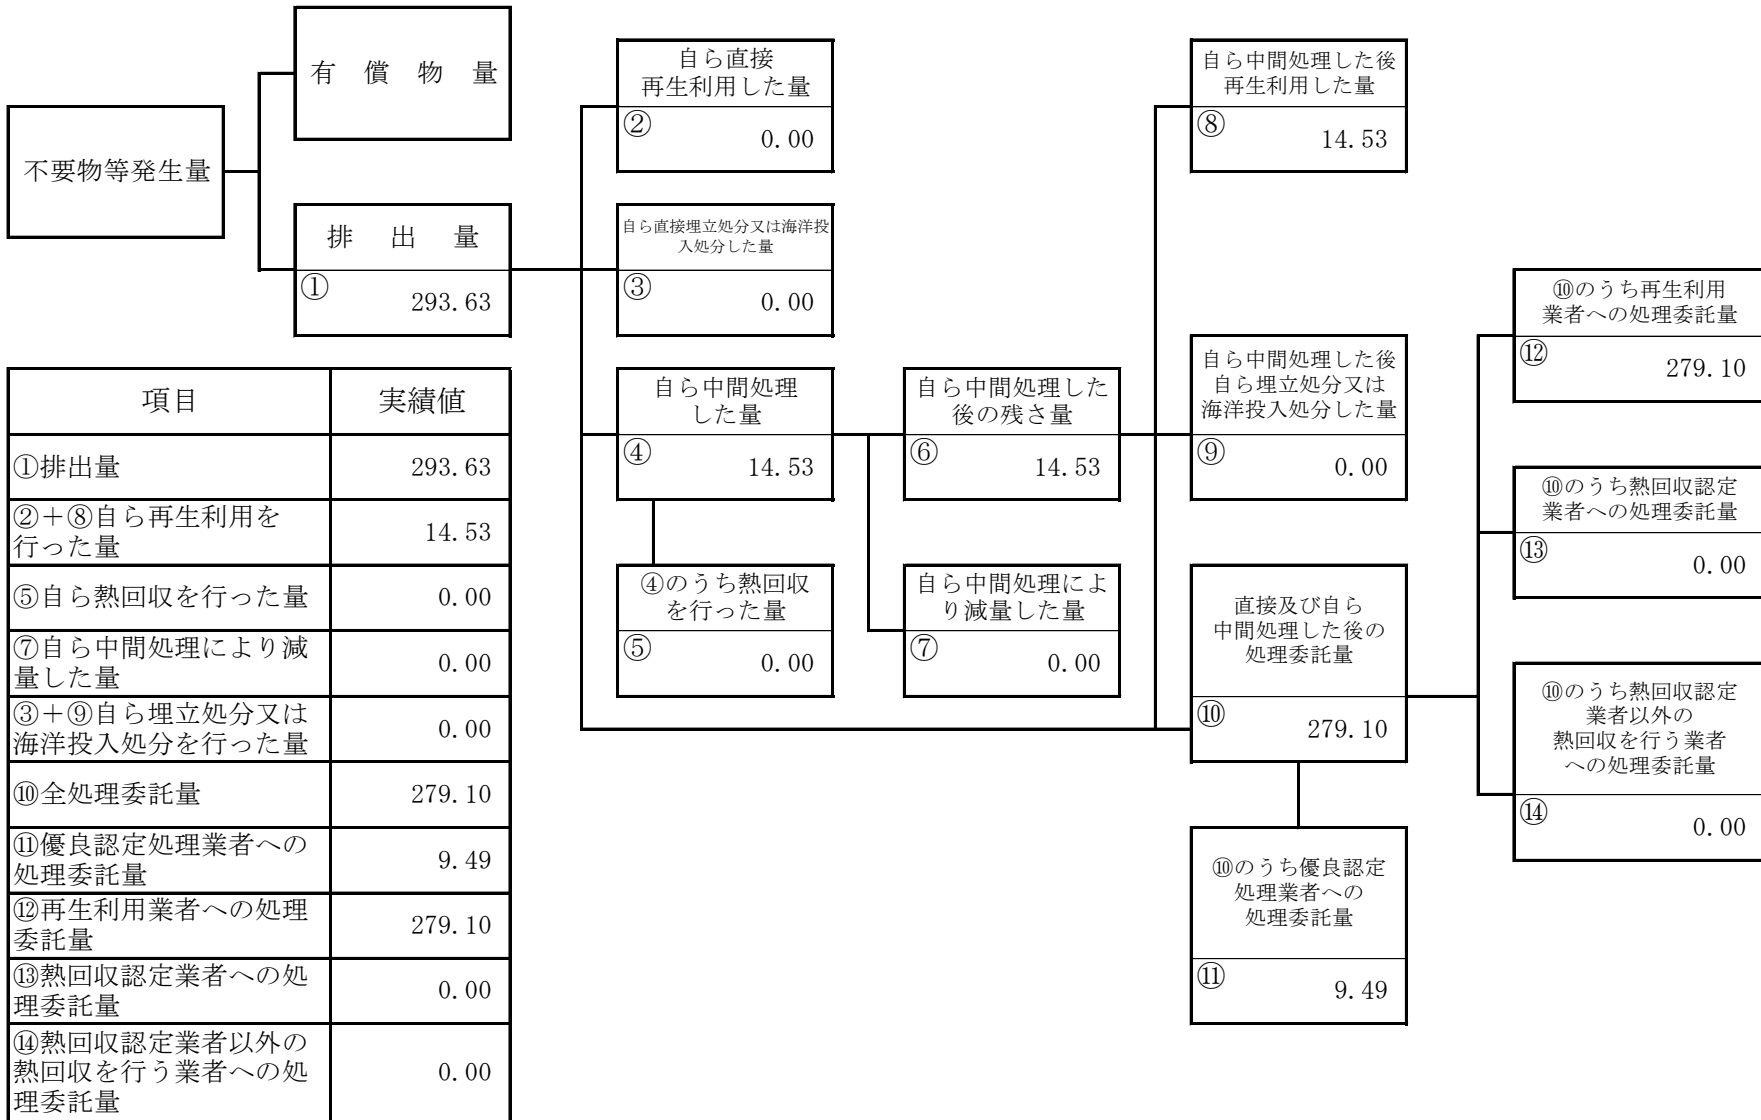 不要物等発生量
有償物量
排出量
① 293.63
自ら直接
再生利用した量
② 0.00
自ら直接埋立処分又は海洋投
入処分した量
③ 0.00
自ら中間処理
した量
④ 14.53
④のうち熱回収
を行った量
⑤ 0.00
自ら中間処理した
後の残さ量
⑥ 14.53
自ら中間処理によ
り減量した量
⑦ 0.00
自ら中間処理した後
再生利用した量
⑧ 14.53
自ら中間処理した後
自ら埋立処分又は
海洋投入処分した量
⑨ 0.00
直接及び自ら
中間処理した後の
処理委託量
⑩ 279.10
⑩のうち優良認定
処理業者への
処理委託量
⑪ 9.49
⑩のうち再生利用
業者への処理委託量
⑫ 279.10
⑩のうち熱回収認定
業者への処理委託量
⑬ 0.00
⑩のうち熱回収認定
業者以外の
熱回収を行う業者
への処理委託量
⑭ 0.00
項目 実績値
①排出量 293.63
②＋⑧自ら再生利用を
行った量 14.53
⑤自ら熱回収を行った量 0.00
⑦自ら中間処理により減
量した量 0.00
③＋⑨自ら埋立処分又は
海洋投入処分を行った量 0.00
⑩全処理委託量 279.10
⑪優良認定処理業者への
処理委託量 9.49
⑫再生利用業者への処理
委託量 279.10
⑬熱回収認定業者への処
理委託量 0.00
⑭熱回収認定業者以外の
熱回収を行う業者への処
理委託量 0.00